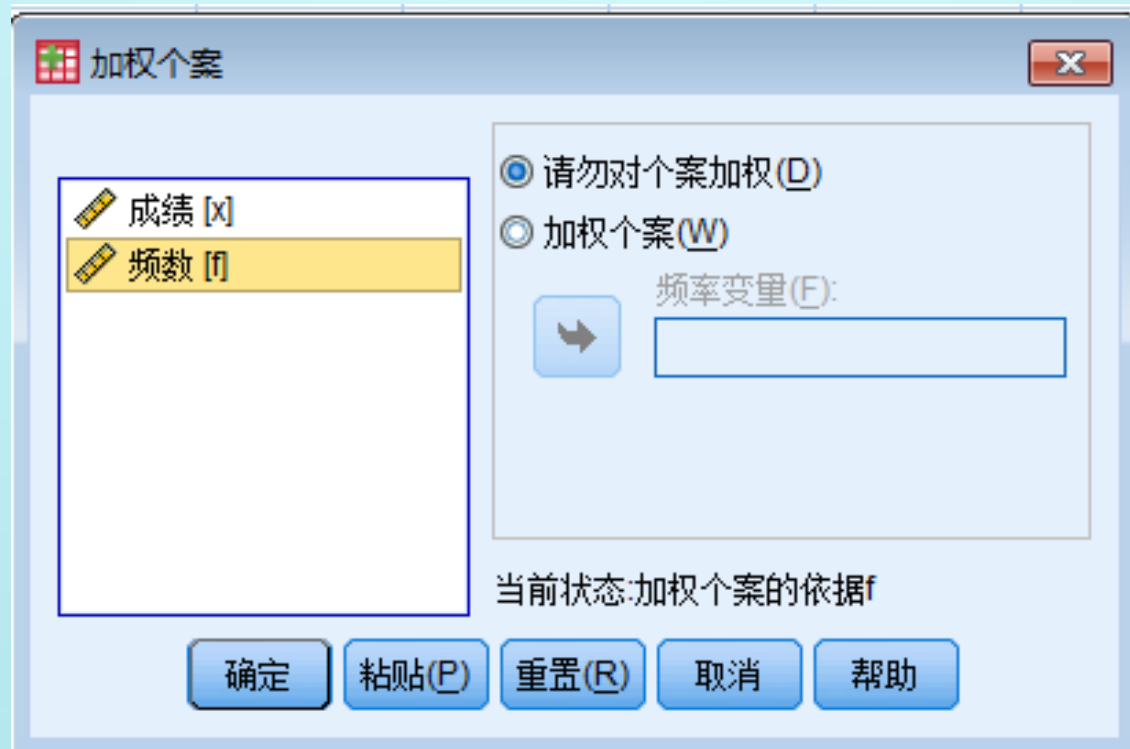 加权个案
成绩 [x]
频数 [f]
请勿对个案加权(D)
加权个案(W)
频率变量(F):
当前状态:加权个案的依据f
确定
粘贴(P)
重置(R)
取消
帮助